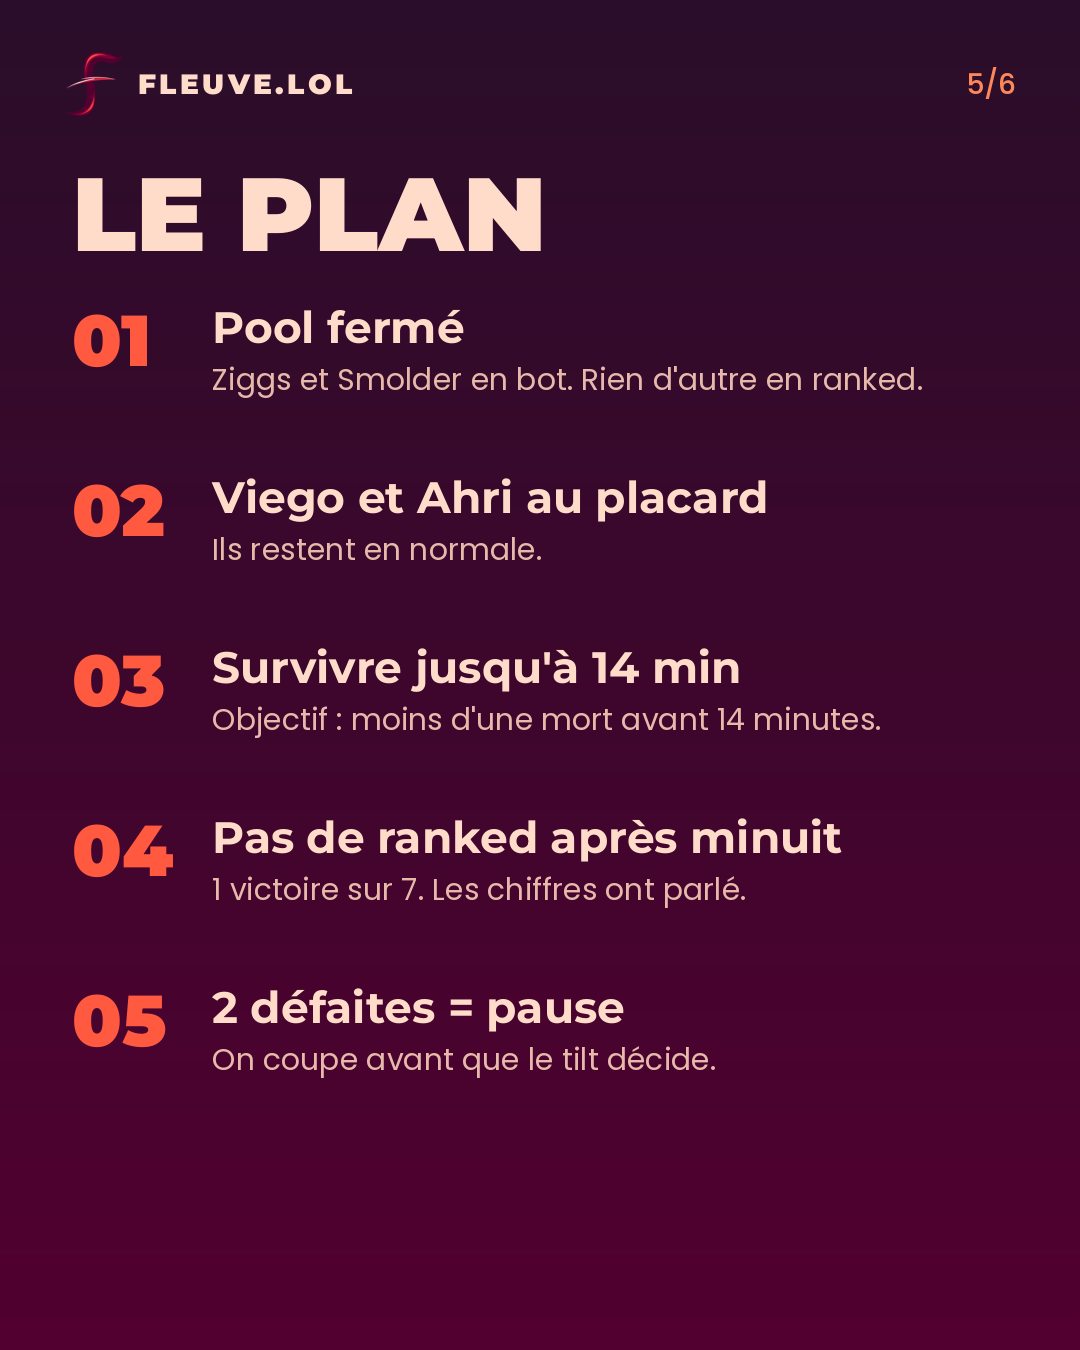 FLEUVE.LOL
5/6
LE PLAN
01
Pool fermé
Ziggs et Smolder en bot. Rien d'autre en ranked.
02
Viego et Ahri au placard
Ils restent en normale.
03
Survivre jusqu'à 14 min
Objectif : moins d'une mort avant 14 minutes.
04
Pas de ranked après minuit
1 victoire sur 7. Les chiffres ont parlé.
05
2 défaites = pause
On coupe avant que le tilt décide.